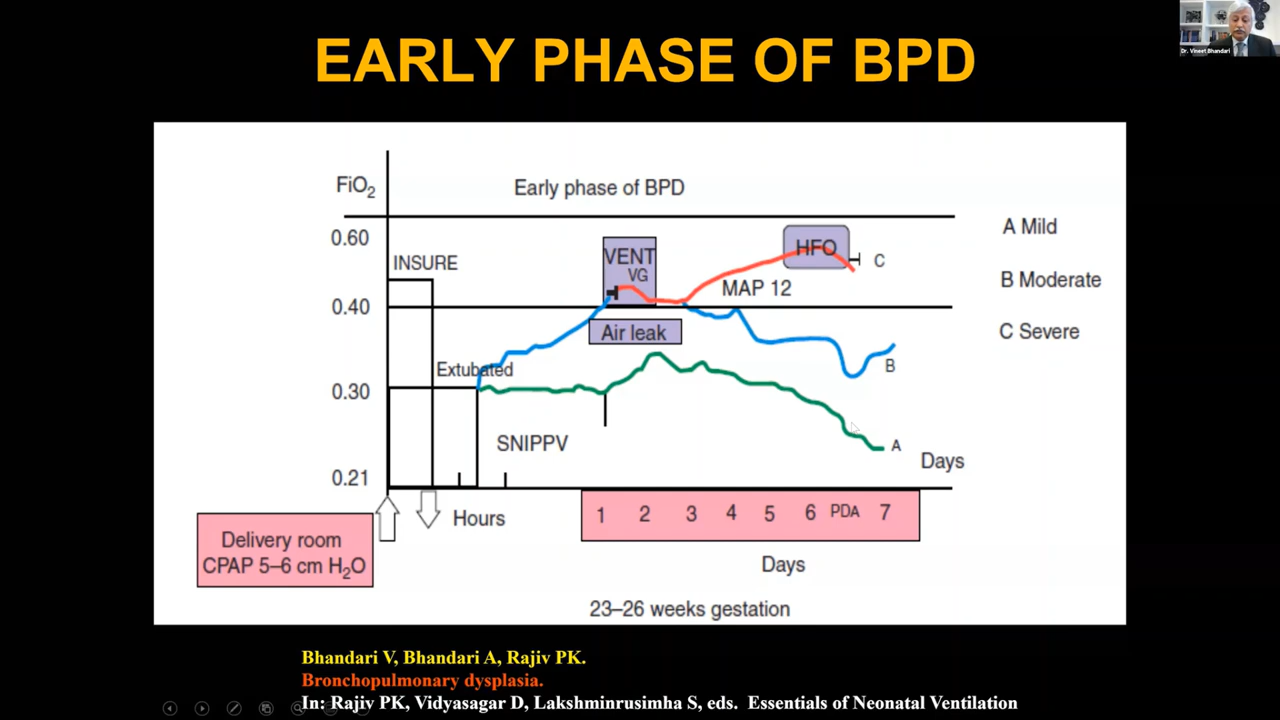 EARLY PHASE OF BPD
Dr. Vineet Bhandari
FiO2
Early phase of BPD
0.60
0.40
0.30
0.21
INSURE
Extubated
SNIPPV
VENT
VG
Air leak
MAP 12
HFO
C
B
A
A Mild
B Moderate
C Severe
Days
Hours
1 2 3 4 5 6 PDA 7
Delivery room
CPAP 5–6 cm H2O
Days
23–26 weeks gestation
Bhandari V, Bhandari A, Rajiv PK.
Bronchopulmonary dysplasia.
In: Rajiv PK, Vidyasagar D, Lakshminrusimha S, eds. Essentials of Neonatal Ventilation